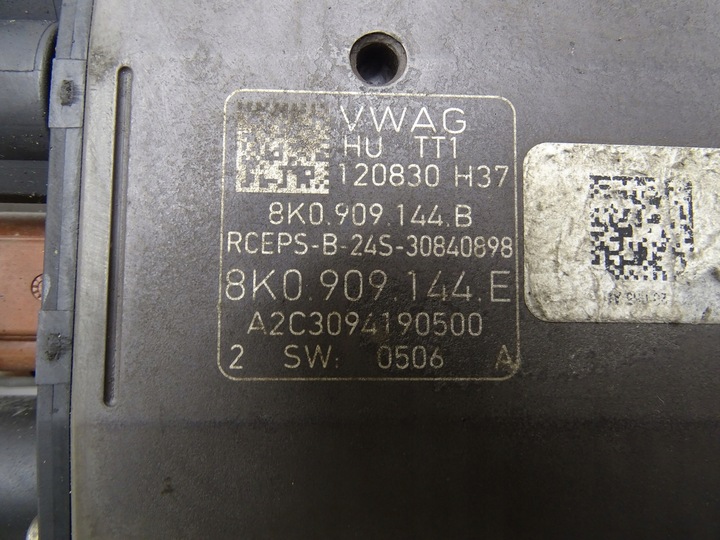 VWAG
HU TT1
120830 H37
8K0.909.144.B
RCEPS-B-24S-30840898
8K0.909.144.E
A2C3094190500
2 SW: 0506 A